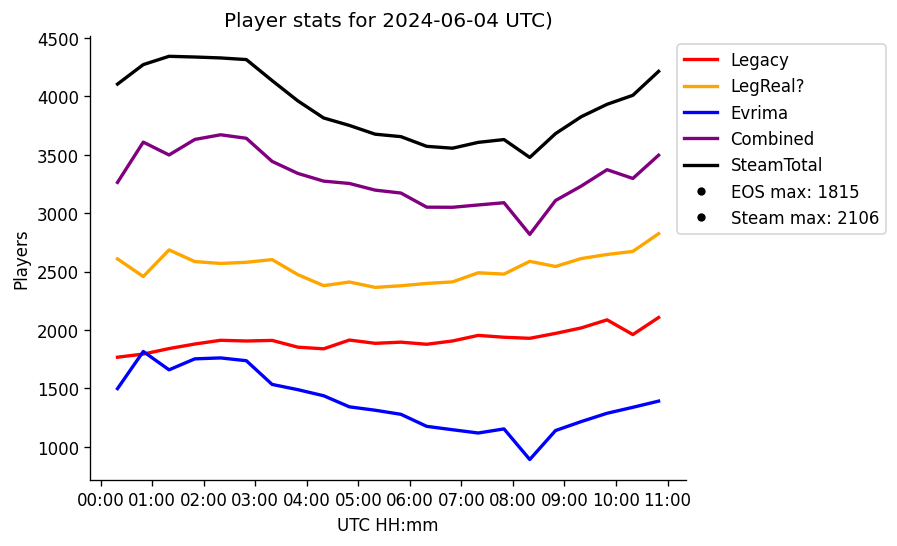 Player stats for 2024-06-04 UTC)
4500
4000
3500
3000
2500
2000
1500
1000
Players
Legacy
LegReal?
Evrima
Combined
SteamTotal
EOS max: 1815
Steam max: 2106
00:00 01:00 02:00 03:00 04:00 05:00 06:00 07:00 08:00 09:00 10:00 11:00
UTC HH:mm